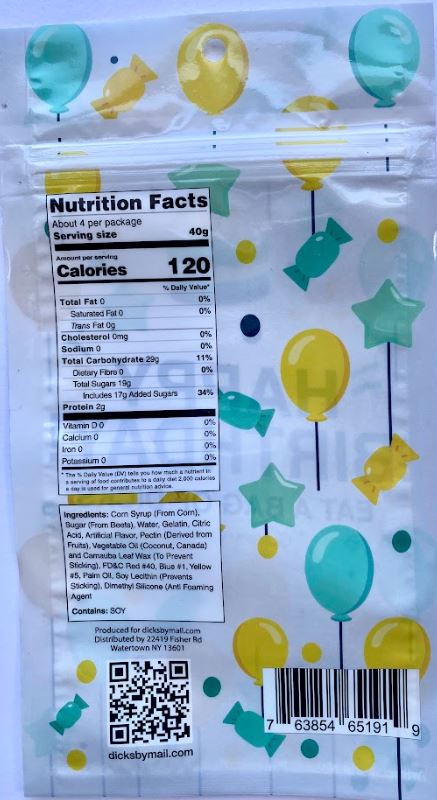 Nutrition Facts
About 4 per package
Serving size 40g
Amount per serving
Calories 120
% Daily Value*
Total Fat 0 0%
Saturated Fat 0 0%
Trans Fat 0g
Cholesterol 0mg 0%
Sodium 0 0%
Total Carbohydrate 29g 11%
Dietary Fibre 0 0%
Total Sugars 19g
Includes 17g Added Sugars 34%
Protein 2g
Vitamin D 0 0%
Calcium 0 0%
Iron 0 0%
Potassium 0 0%
* The % Daily Value (DV) tells you how much a nutrient in
a serving of food contributes to a daily diet 2,000 calories
a day is used for general nutrition advice.
Ingredients: Corn Syrup (From Corn),
Sugar (From Beets), Water, Gelatin, Citric
Acid, Artificial Flavor, Pectin (Derived from
Fruits), Vegetable Oil (Coconut, Canada)
and Carnauba Leaf Wax (To Prevent
Sticking), FD&C Red #40, Blue #1, Yellow
#5, Palm Oil, Soy Lecithin (Prevents
Sticking), Dimethyl Silicone (Anti Foaming
Agent
Contains: SOY
Produced for dicksbymail.com
Distributed by 22419 Fisher Rd
Watertown NY 13601
dicksbymail.com
7 63854 65191 9